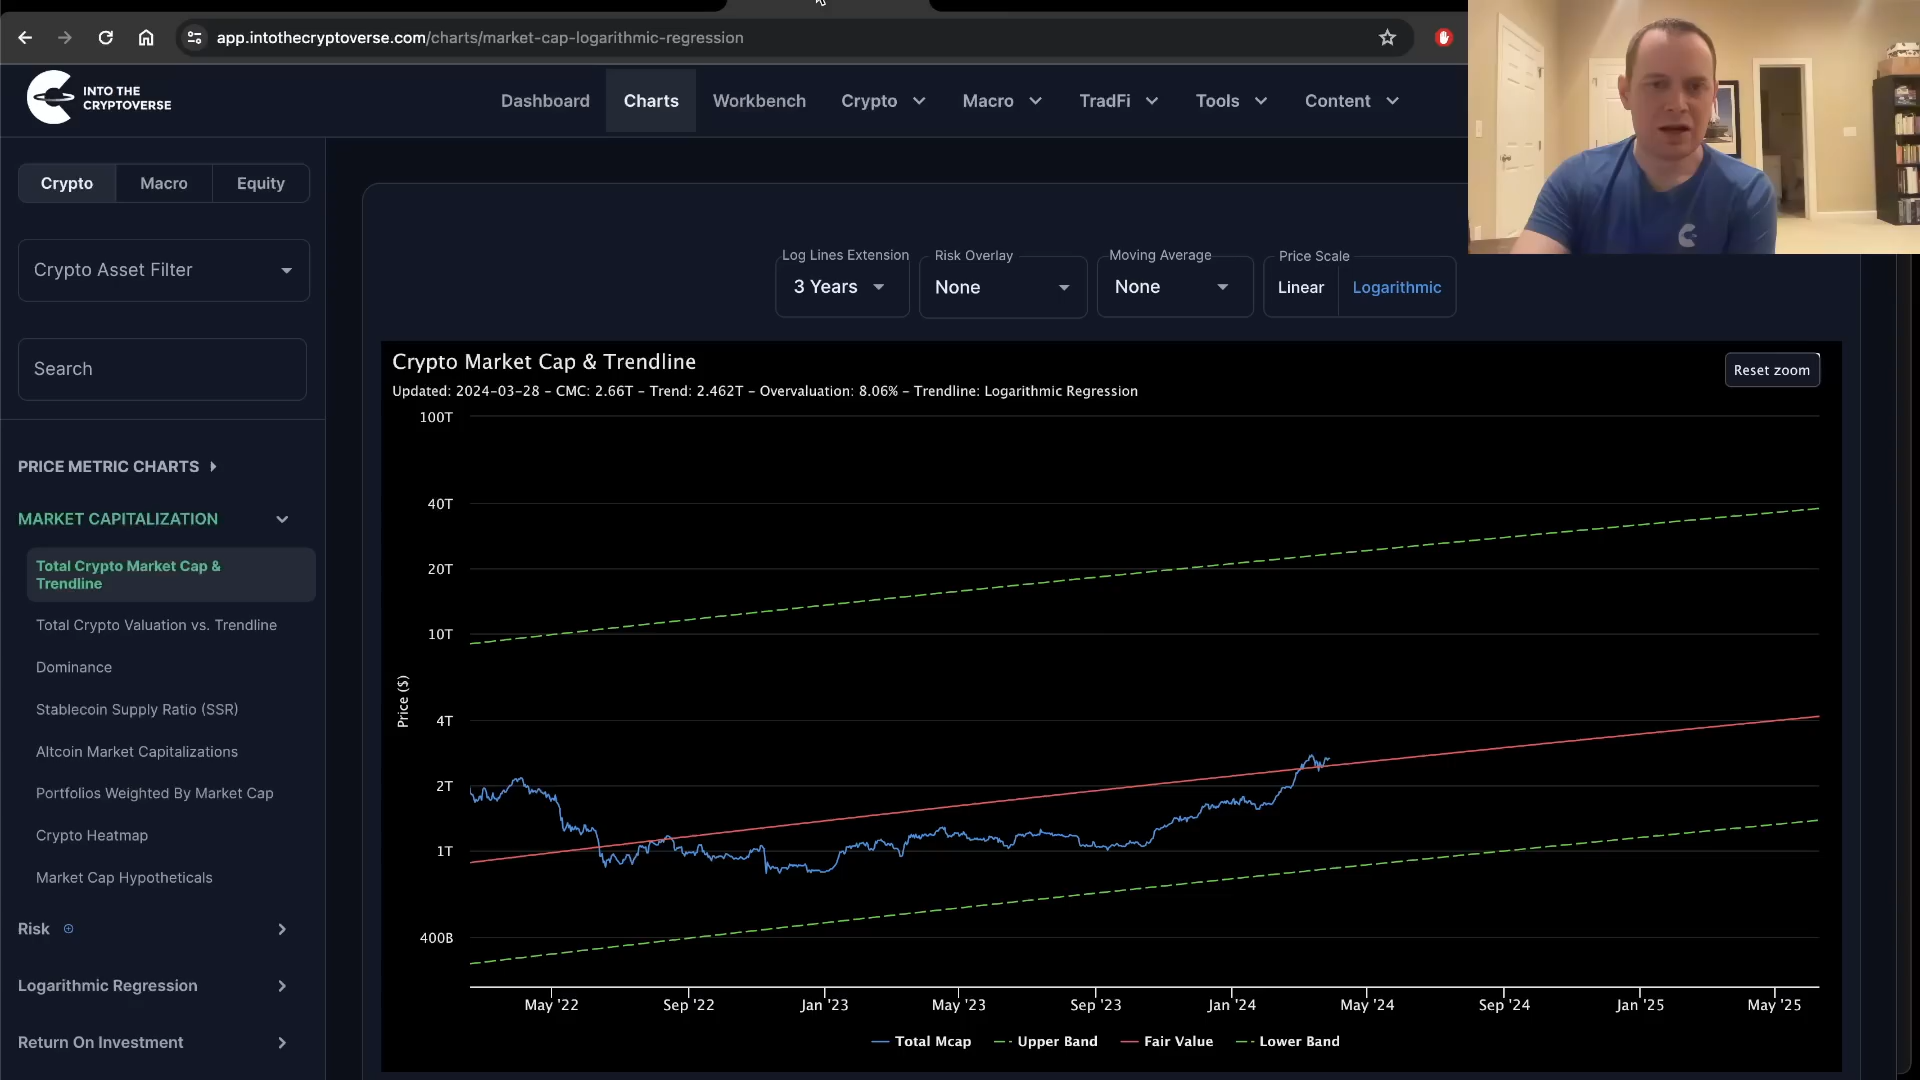 app.intothecryptoverse.com/charts/market-cap-logarithmic-regression
INTO THE
CRYPTOVERSE
Dashboard
Charts
Workbench
Crypto
Macro
TradFi
Tools
Content
Crypto
Macro
Equity
Crypto Asset Filter
Search
PRICE METRIC CHARTS
MARKET CAPITALIZATION
Total Crypto Market Cap &
Trendline
Total Crypto Valuation vs. Trendline
Dominance
Stablecoin Supply Ratio (SSR)
Altcoin Market Capitalizations
Portfolios Weighted By Market Cap
Crypto Heatmap
Market Cap Hypotheticals
Risk
Logarithmic Regression
Return On Investment
Log Lines Extension
3 Years
Risk Overlay
None
Moving Average
None
Price Scale
Linear
Logarithmic
Crypto Market Cap & Trendline
Updated: 2024-03-28 – CMC: 2.66T – Trend: 2.462T – Overvaluation: 8.06% – Trendline: Logarithmic Regression
Reset zoom
Price ($)
100T
40T
20T
10T
4T
2T
1T
400B
May '22
Sep '22
Jan '23
May '23
Sep '23
Jan '24
May '24
Sep '24
Jan '25
May '25
Total Mcap
Upper Band
Fair Value
Lower Band